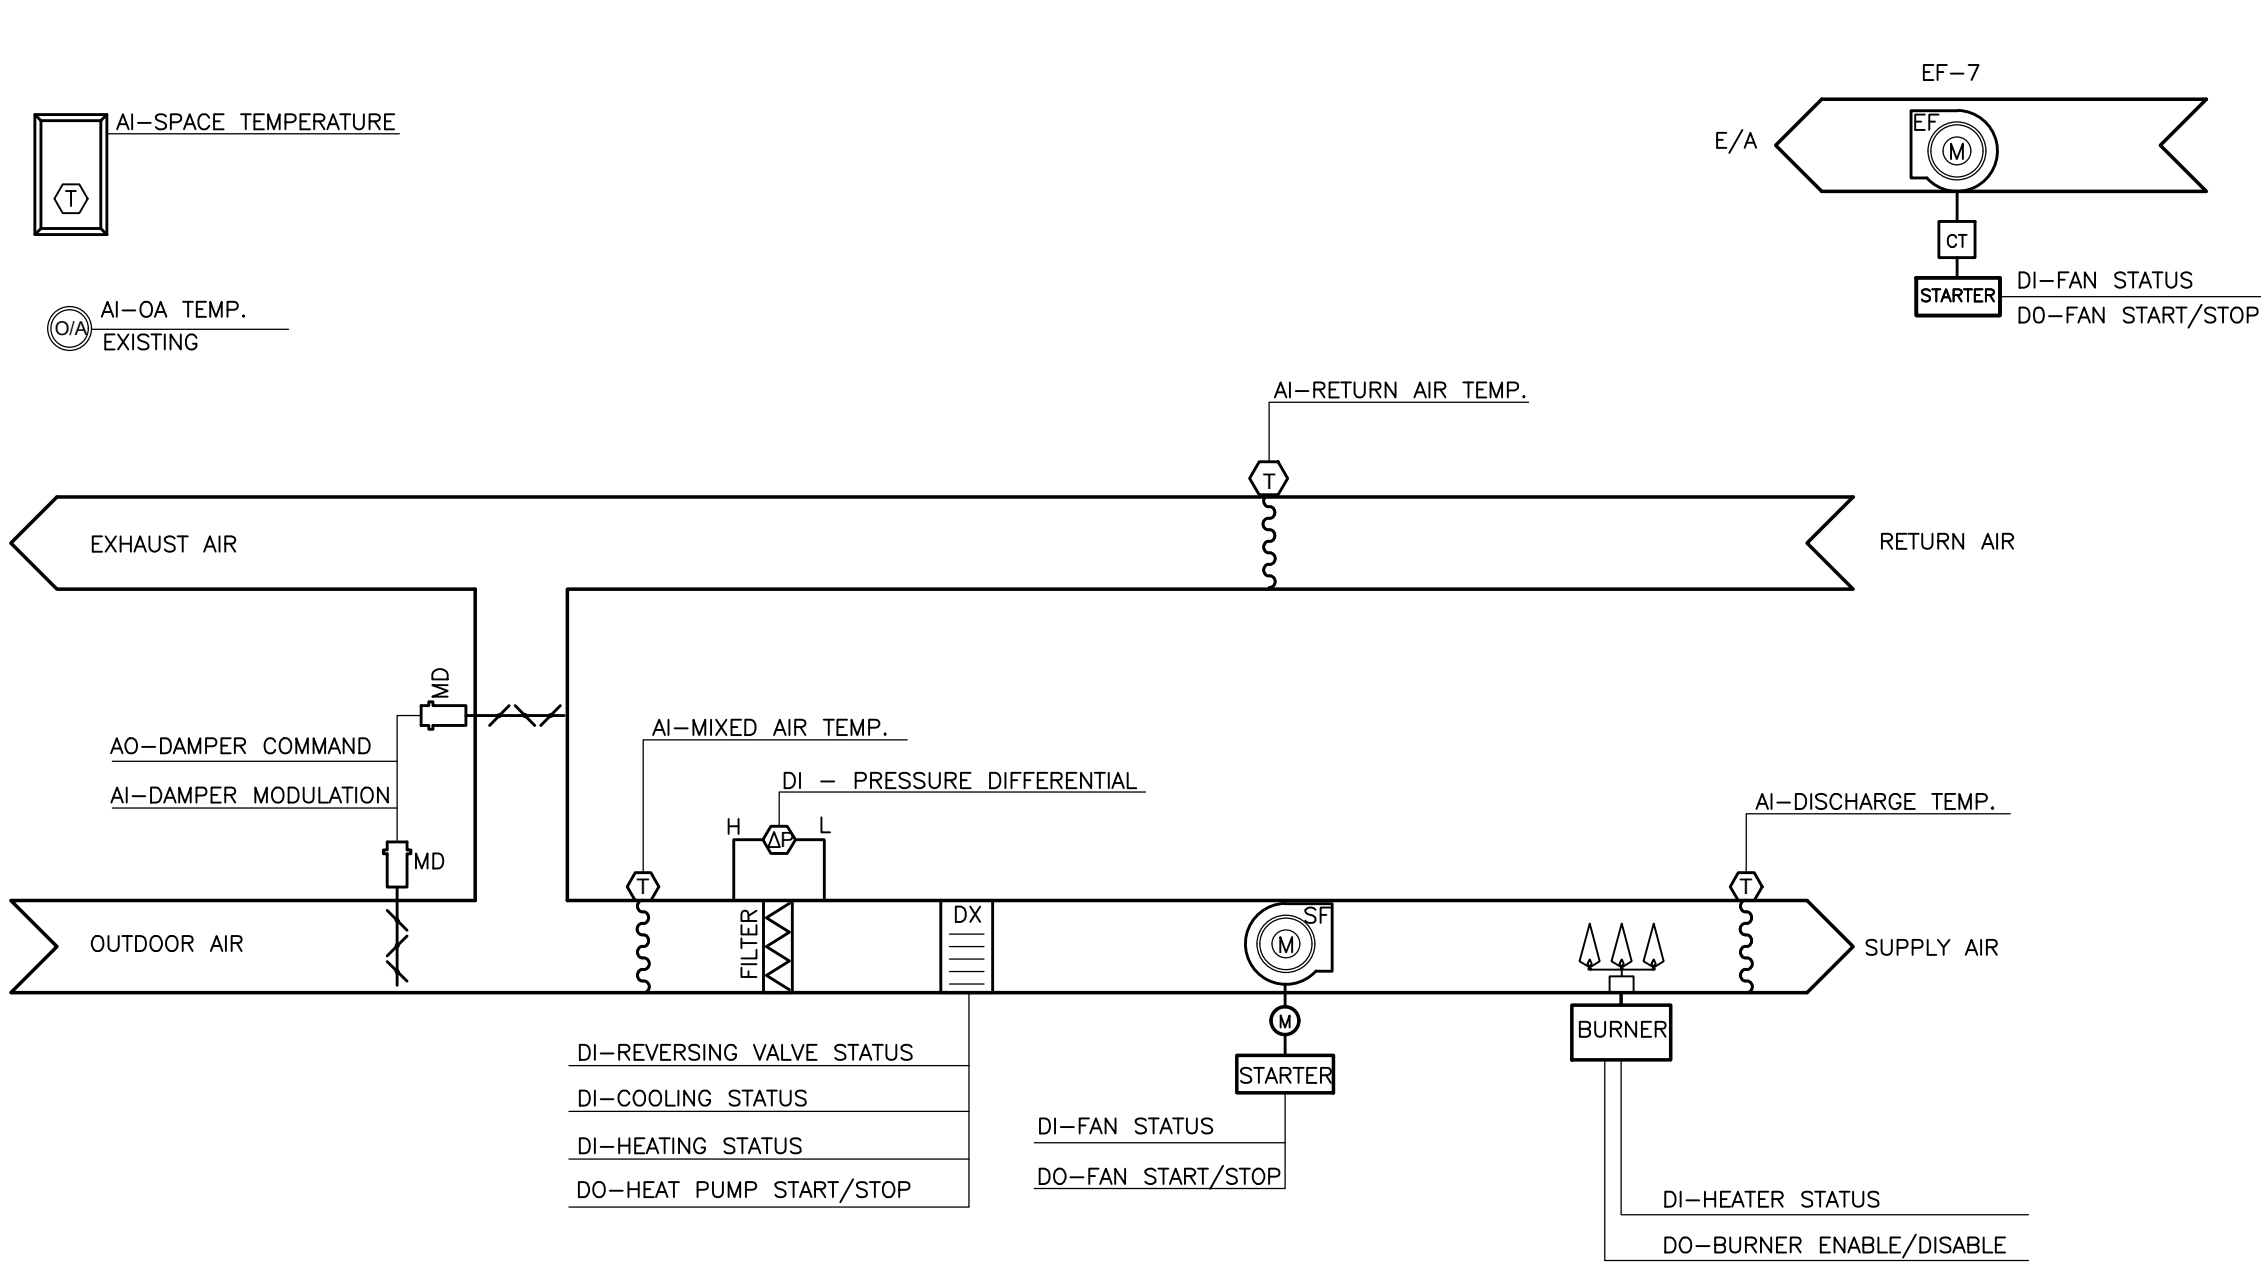 EF-7
AI-SPACE TEMPERATURE
T
E/A
EF
M
CT
STARTER
DI-FAN STATUS
DO-FAN START/STOP
O/A
AI-OA TEMP.
EXISTING
AI-RETURN AIR TEMP.
T
EXHAUST AIR
RETURN AIR
MD
AO-DAMPER COMMAND
AI-DAMPER MODULATION
MD
AI-MIXED AIR TEMP.
T
DI - PRESSURE DIFFERENTIAL
H
ΔP
L
AI-DISCHARGE TEMP.
T
OUTDOOR AIR
FILTER
DX
SF
M
SUPPLY AIR
M
STARTER
BURNER
DI-REVERSING VALVE STATUS
DI-COOLING STATUS
DI-HEATING STATUS
DO-HEAT PUMP START/STOP
DI-FAN STATUS
DO-FAN START/STOP
DI-HEATER STATUS
DO-BURNER ENABLE/DISABLE